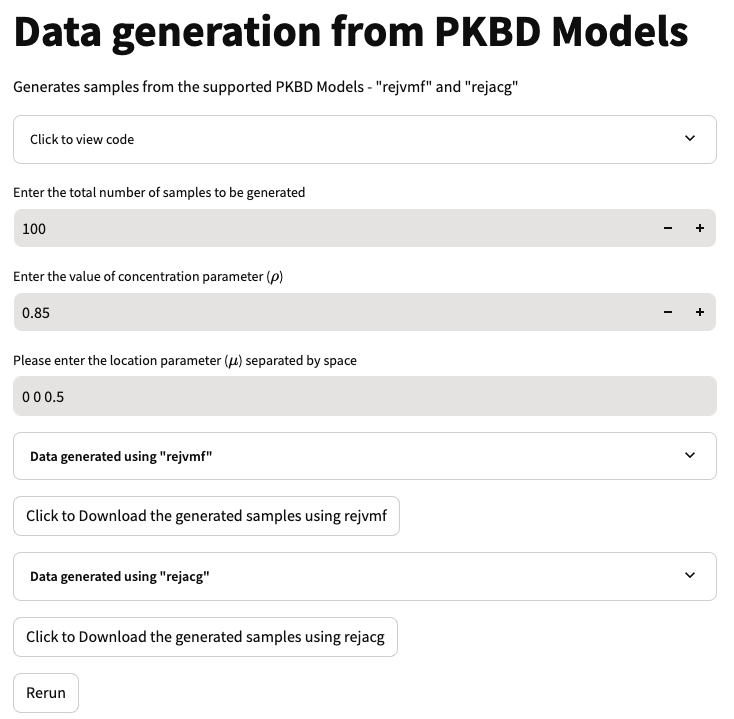 Data generation from PKBD Models
Generates samples from the supported PKBD Models - "rejvmf" and "rejacg"
Click to view code
Enter the total number of samples to be generated
100
Enter the value of concentration parameter (ρ)
0.85
Please enter the location parameter (μ) separated by space
0 0 0.5
Data generated using "rejvmf"
Click to Download the generated samples using rejvmf
Data generated using "rejacg"
Click to Download the generated samples using rejacg
Rerun